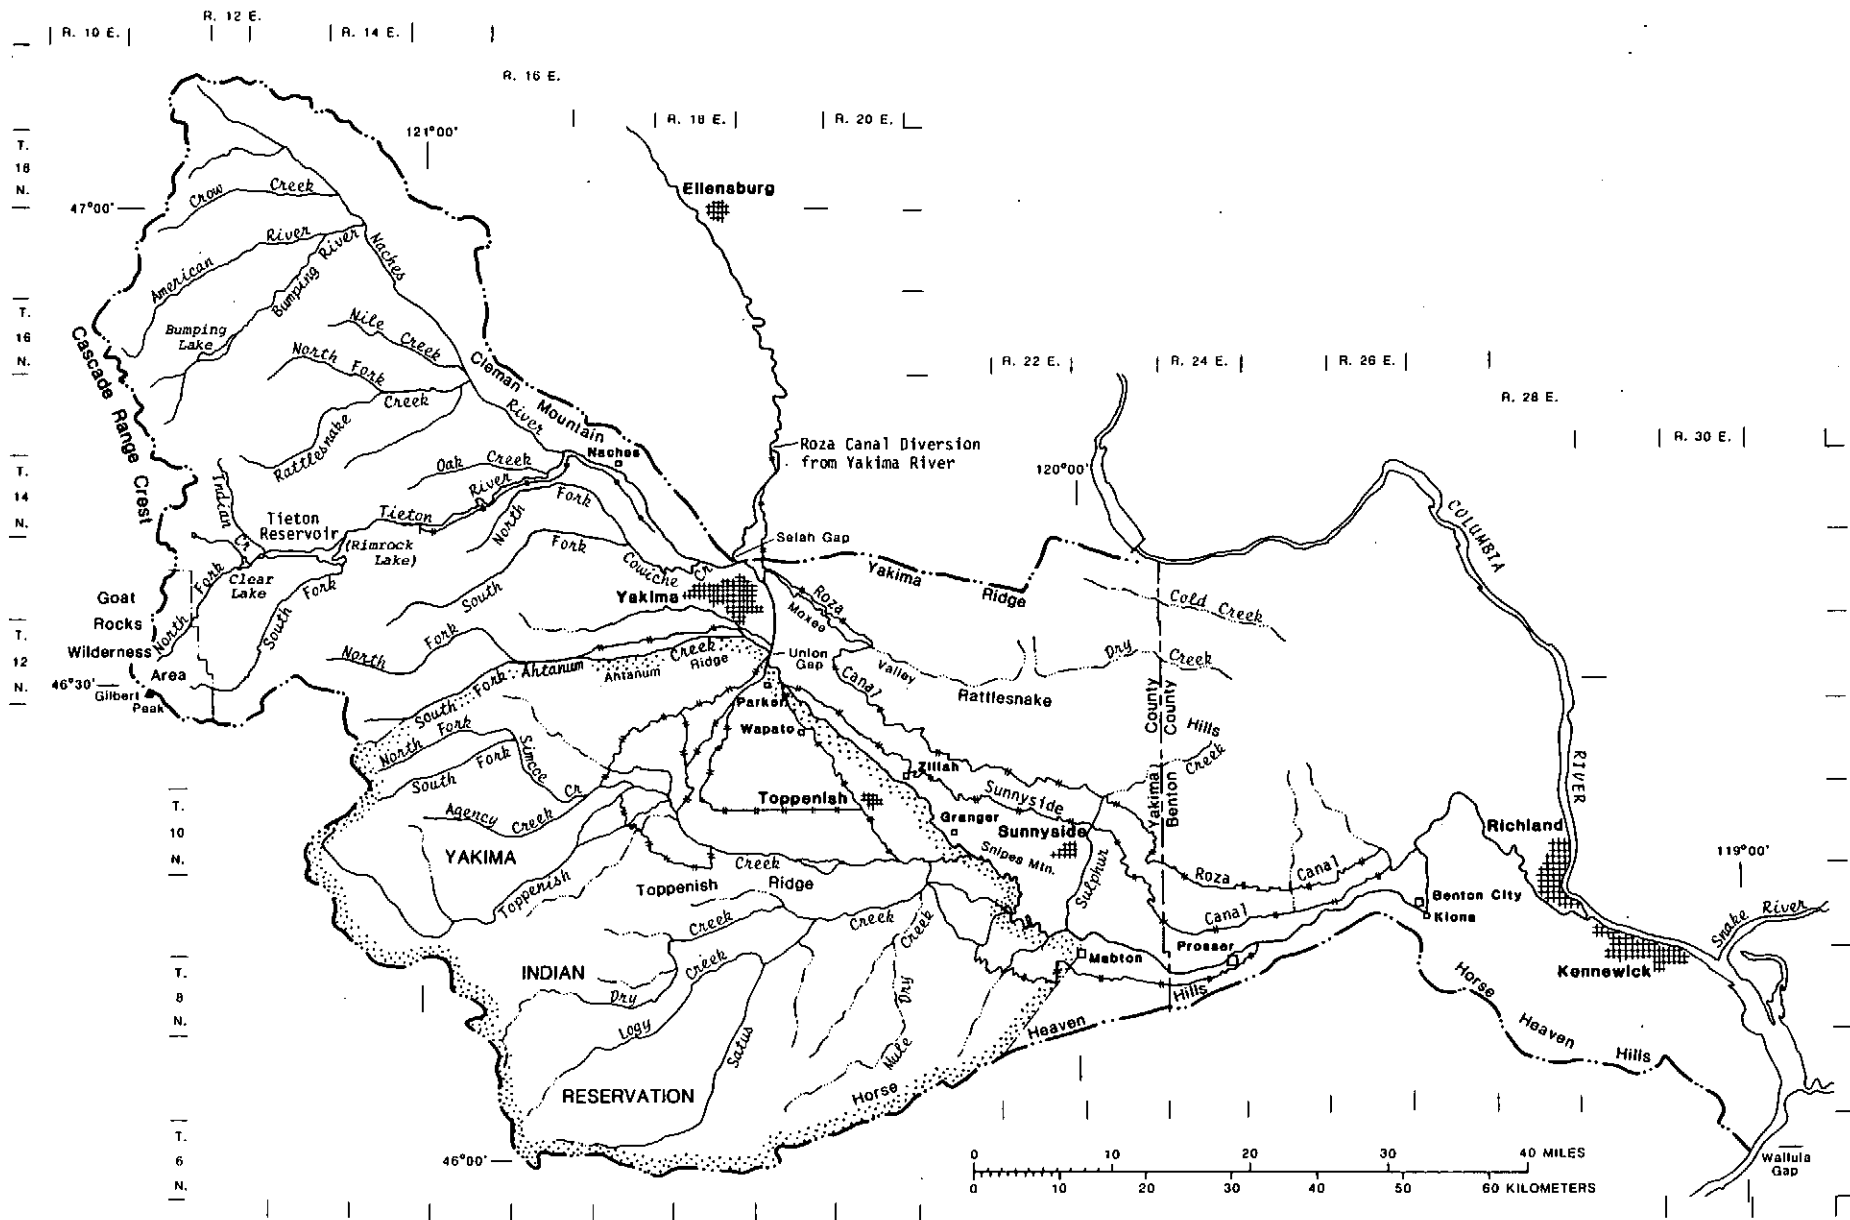 R. 10 E.
R. 12 E.
R. 14 E.
R. 16 E.
R. 18 E.
R. 20 E.
121°00'
T.
18
N.
47°00'
Ellensburg
Crow Creek
American River
Bumping River
Naches River
Bumping
Lake
T.
16
N.
Nile Creek
North Fork
Rattlesnake Creek
Cascade Range Crest
Cleman Mountain
Naches
R. 22 E.
R. 24 E.
R. 26 E.
R. 28 E.
R. 30 E.
Roza Canal Diversion
from Yakima River
120°00'
T.
14
N.
Oak Creek
Indian Cr
Tieton
Reservoir
(Rimrock
Lake)
Tieton River
North Fork
South Fork
Cowiche Cr
Selah Gap
Yakima Ridge
COLUMBIA RIVER
Clear
Lake
North Fork
South Fork
Goat
Rocks
Wilderness
Area
Yakima
Roza Canal
Moxee Valley
Cold Creek
T.
12
N.
46°30'
Gilbert
Peak
North Fork
South Fork Ahtanum Creek
Ahtanum Ridge
Union
Gap
Rattlesnake Hills
Dry Creek
Parker
Wapato
Yakima County
Benton County
North Fork
South Fork
Simcoe Cr
Agency Creek
Zillah
Toppenish
Sunnyside Canal
Granger
Sunnyside
Snipes Mtn.
Sulphur Creek
Roza Canal
Richland
119°00'
T.
10
N.
YAKIMA
Toppenish Creek
Toppenish Ridge
Benton City
Kiona
Snake River
Prosser
Mabton
Kennewick
INDIAN
Dry Creek
Logy Creek
Satus Creek
Mule Dry Creek
T.
8
N.
RESERVATION
Horse Heaven Hills
Horse
Heaven
Hills
T.
6
N.
46°00'
Wallula
Gap
0 10 20 30 40 MILES
0 10 20 30 40 50 60 KILOMETERS